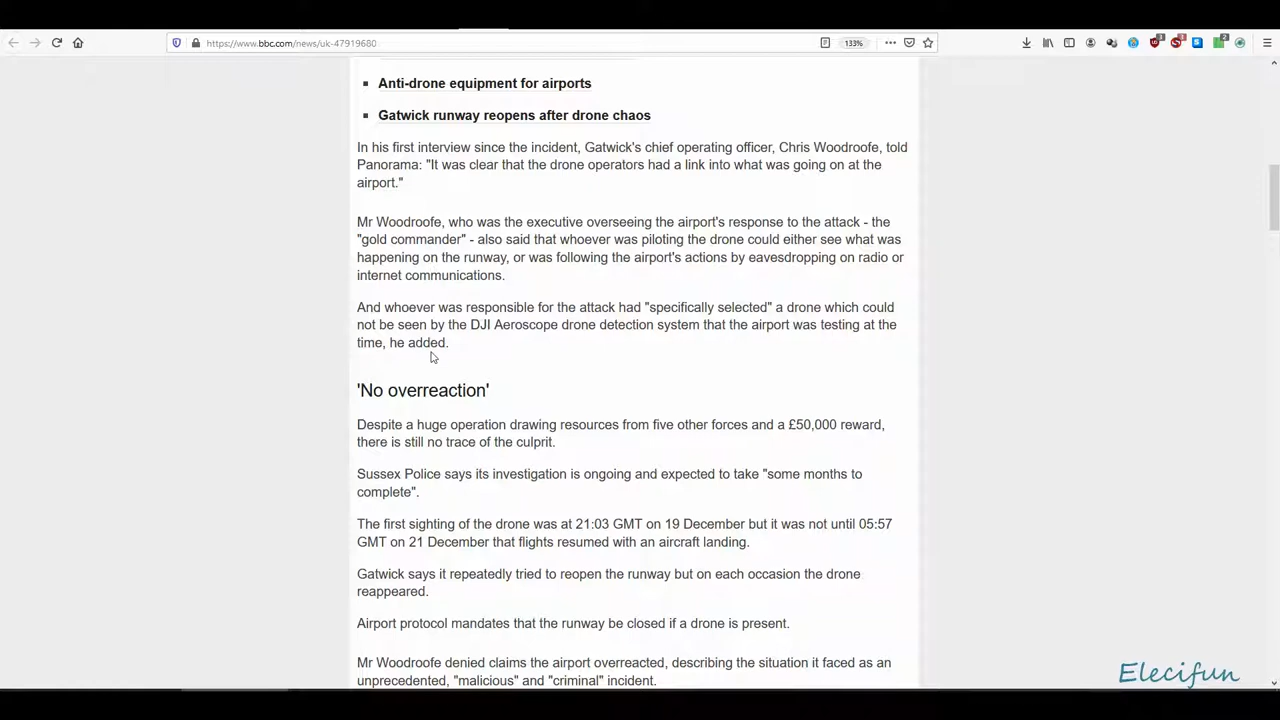 https://www.bbc.com/news/uk-47919680
133%
Anti-drone equipment for airports
Gatwick runway reopens after drone chaos
In his first interview since the incident, Gatwick's chief operating officer, Chris Woodroofe, told
Panorama: "It was clear that the drone operators had a link into what was going on at the
airport."
Mr Woodroofe, who was the executive overseeing the airport's response to the attack - the
"gold commander" - also said that whoever was piloting the drone could either see what was
happening on the runway, or was following the airport's actions by eavesdropping on radio or
internet communications.
And whoever was responsible for the attack had "specifically selected" a drone which could
not be seen by the DJI Aeroscope drone detection system that the airport was testing at the
time, he added.
'No overreaction'
Despite a huge operation drawing resources from five other forces and a £50,000 reward,
there is still no trace of the culprit.
Sussex Police says its investigation is ongoing and expected to take "some months to
complete".
The first sighting of the drone was at 21:03 GMT on 19 December but it was not until 05:57
GMT on 21 December that flights resumed with an aircraft landing.
Gatwick says it repeatedly tried to reopen the runway but on each occasion the drone
reappeared.
Airport protocol mandates that the runway be closed if a drone is present.
Mr Woodroofe denied claims the airport overreacted, describing the situation it faced as an
unprecedented, "malicious" and "criminal" incident.
Elecifun